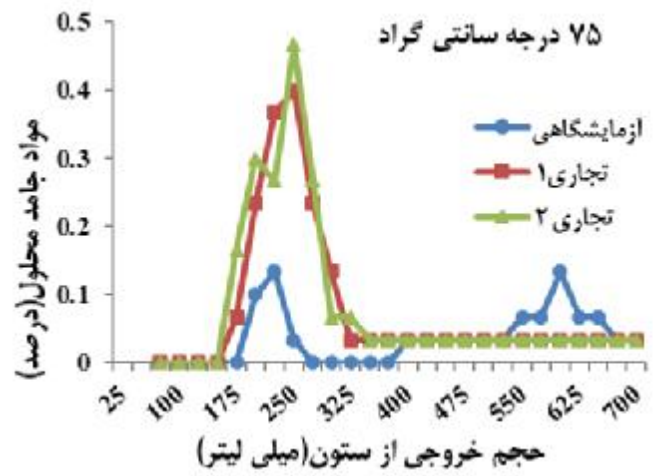 ۷۵ درجه سانتی گراد
مواد جامد محلول(درصد)
0.5
0.4
0.3
0.2
0.1
0
ازمایشگاهی
تجاری۱
تجاری ۲
25
100
175
250
325
400
475
550
625
700
حجم خروجی از ستون(میلی لیتر)